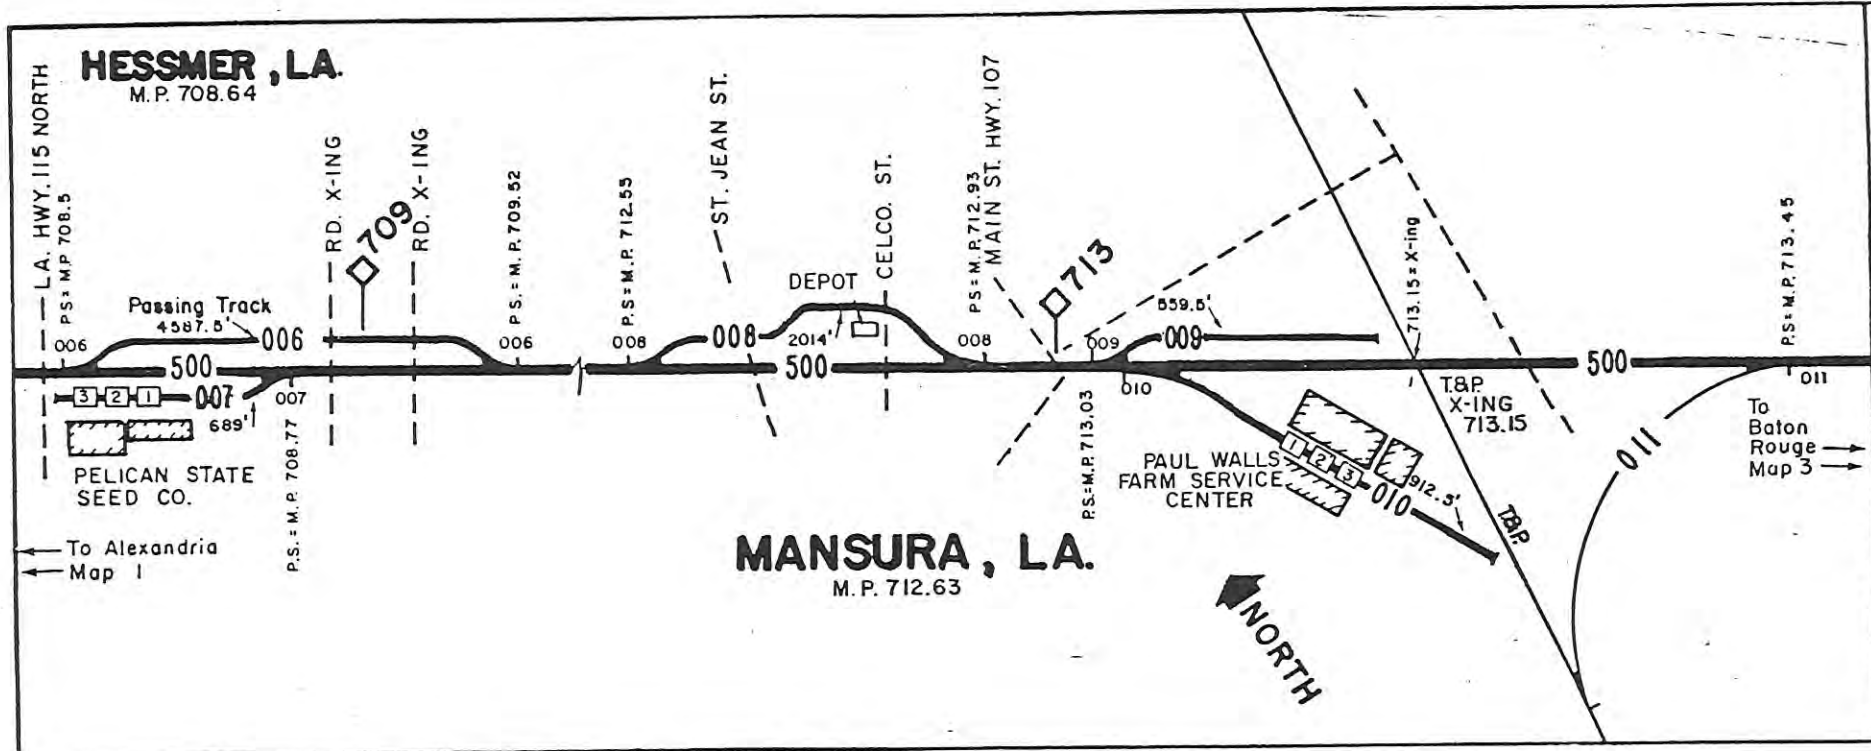 HESSMER, LA.
M.P. 708.64
LA. HWY. 115 NORTH
P.S = M.P. 708.5
006
Passing Track
4587.5'
006
RD. X-ING
709
RD. X-ING
P.S. = M.P. 709.52
006
500
3 2 1
007
689'
007
P.S. = M.P. 708.77
PELICAN STATE
SEED CO.
To Alexandria
Map 1
P.S = M.P. 712.55
008
ST. JEAN ST.
008
DEPOT
2014'
CELCO. ST.
500
P.S = M.P. 712.93
MAIN ST. HWY. 107
008
713
009
P.S. = M.P. 713.03
559.5'
009
010
MANSURA, LA.
M.P. 712.63
PAUL WALLS
FARM SERVICE
CENTER
1 2 3
010
912.5'
NORTH
713.15 = X-ing
T.&P.
X-ING
713.15
T.&P.
500
011
P.S = M.P. 713.45
011
To
Baton
Rouge
Map 3